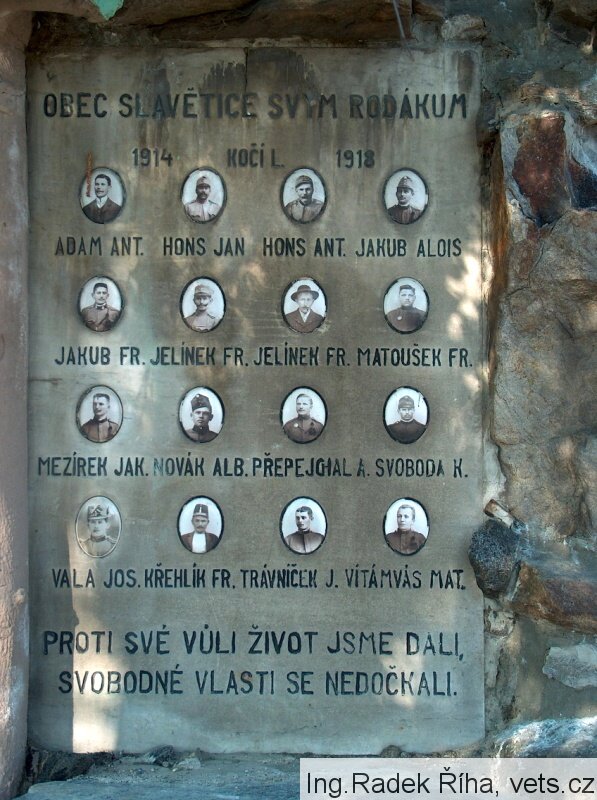 OBEC SLAVĚTICE SVÝM RODÁKUM
1914 KOČÍ L. 1918
ADAM ANT. HONS JAN HONS ANT. JAKUB ALOIS
JAKUB FR. JELÍNEK FR. JELÍNEK FR. MATOUŠEK FR.
MEZÍREK JAK. NOVÁK ALB. PŘEPEJCHAL A. SVOBODA K.
VALA JOS. KŘEHLÍK FR. TRÁVNÍČEK J. VÍTÁMVÁS MAT.
PROTI SVÉ VŮLI ŽIVOT JSME DALI,
SVOBODNÉ VLASTI SE NEDOČKALI.
Ing.Radek Říha, vets.cz